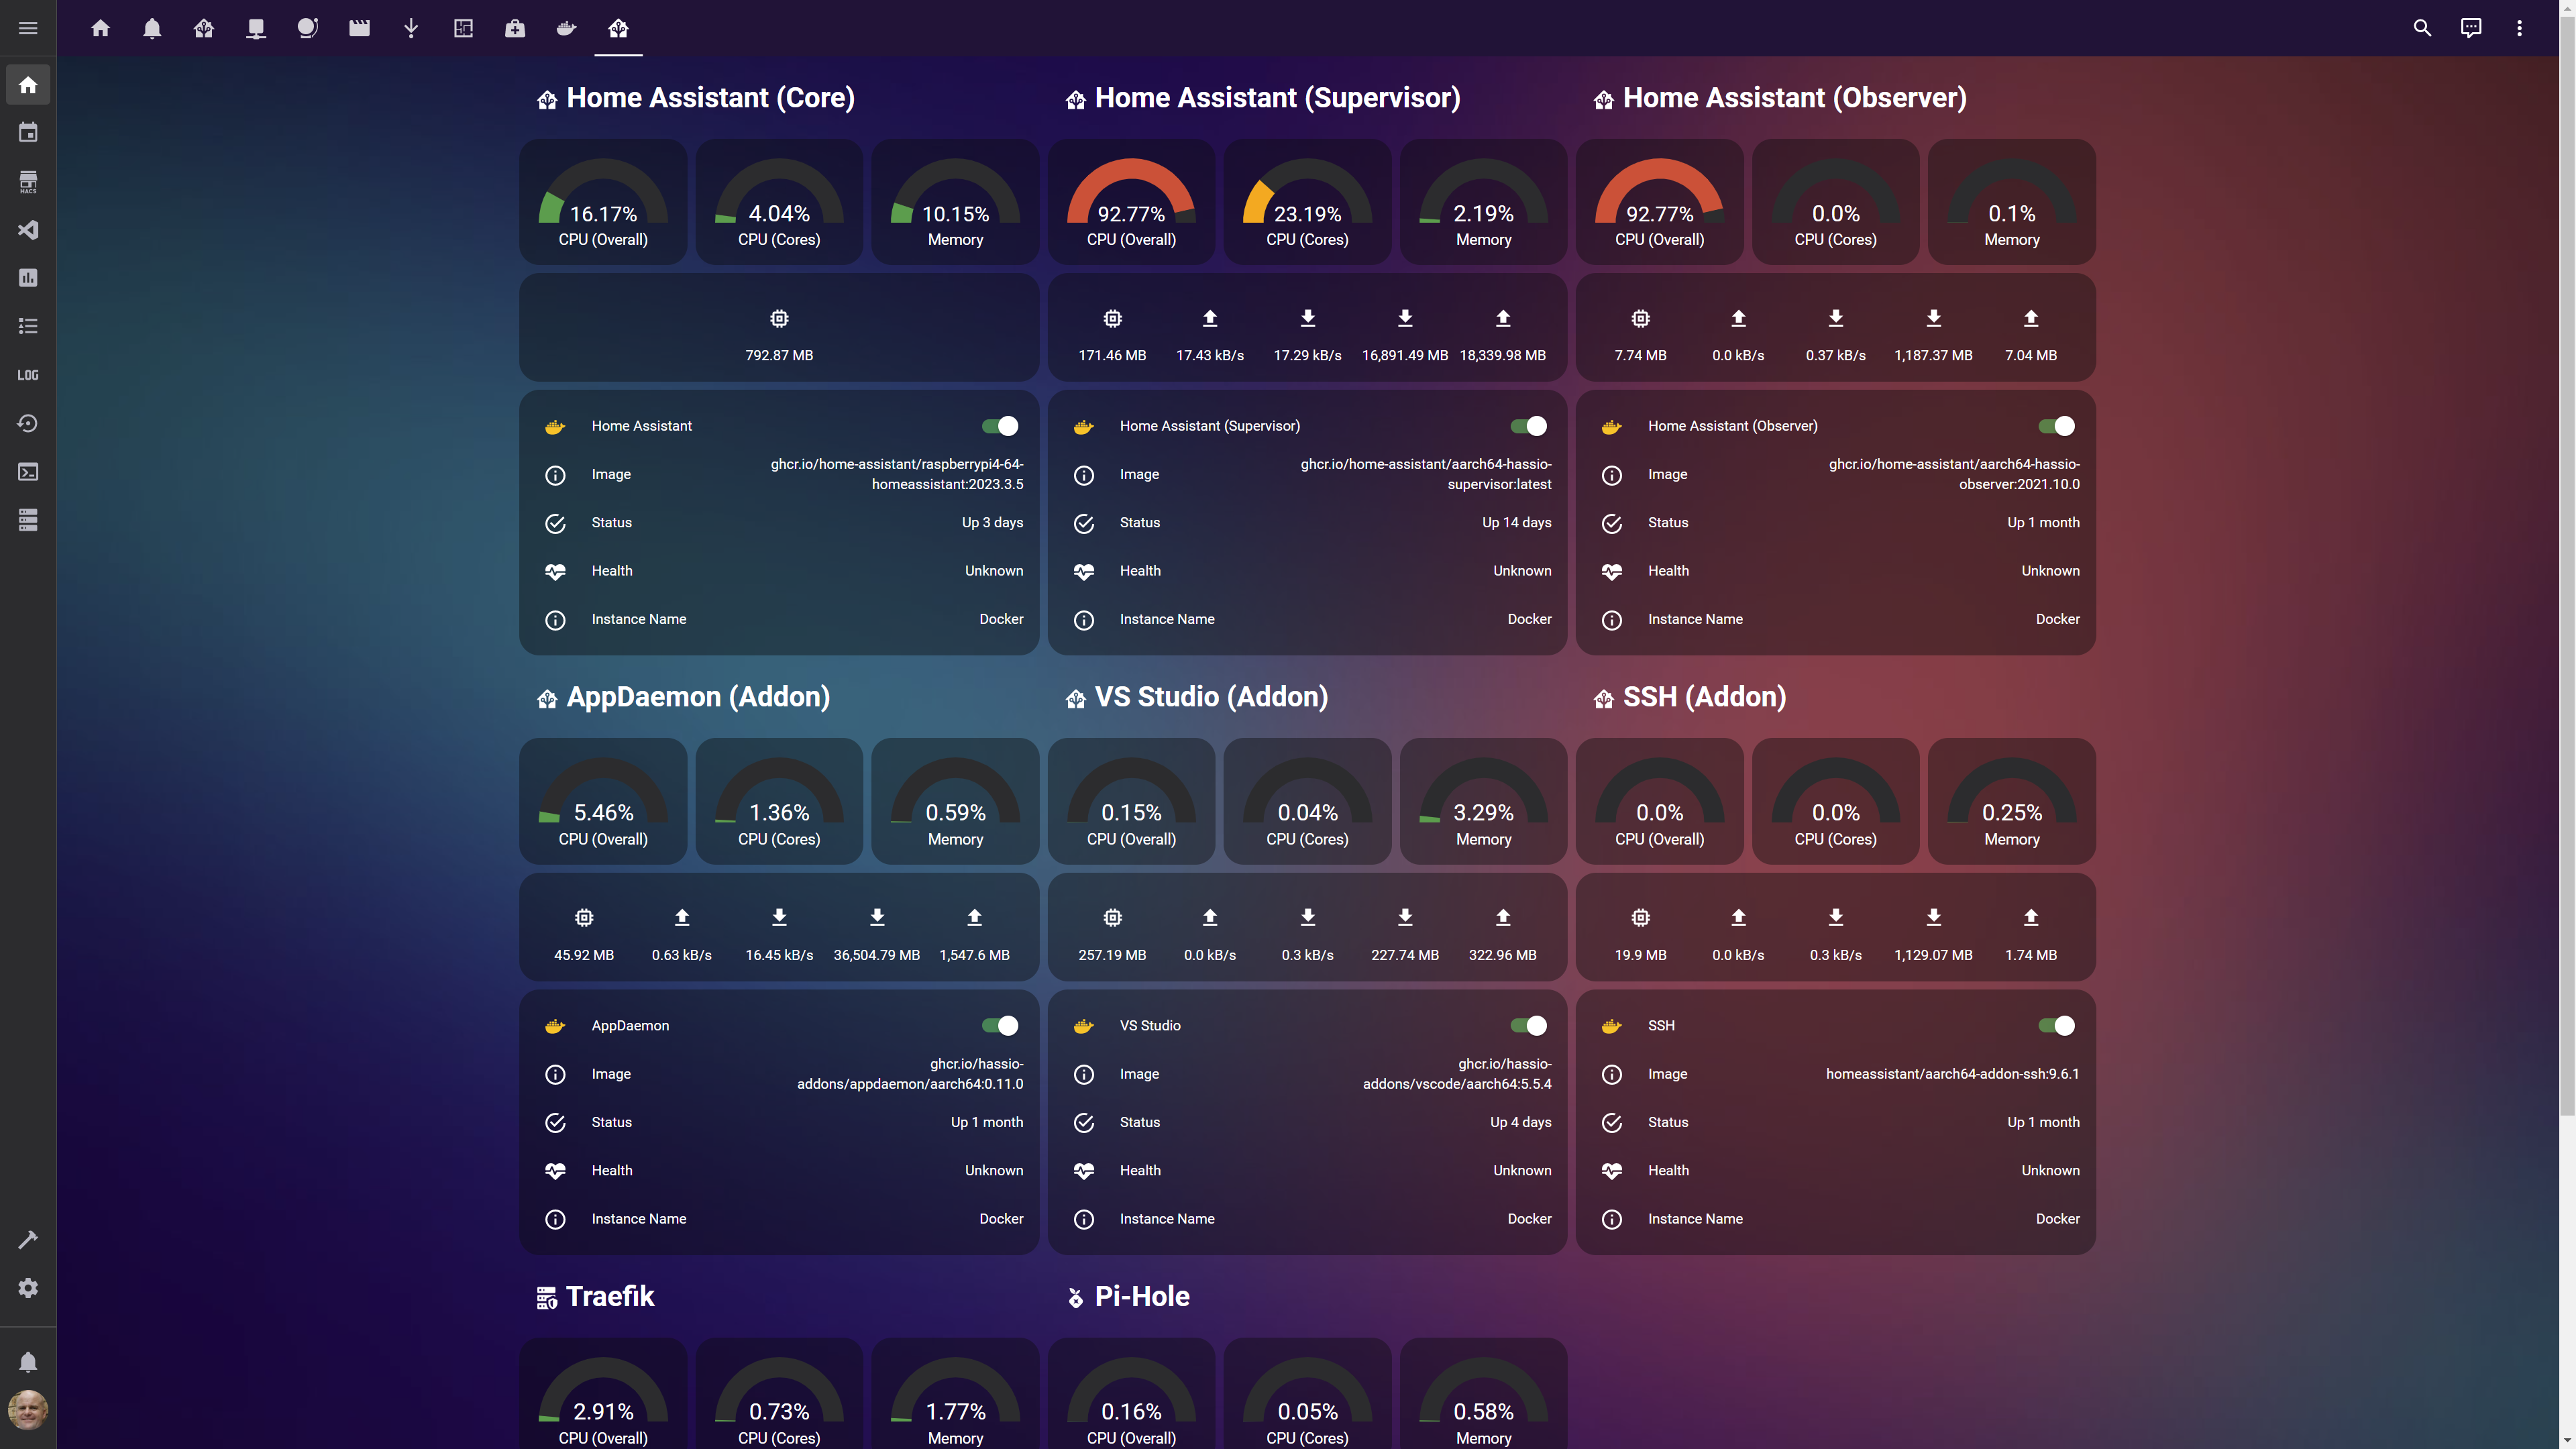 HACS
LOG
Home Assistant (Core)
16.17%
CPU (Overall)
4.04%
CPU (Cores)
10.15%
Memory
792.87 MB
Home Assistant
Image
ghcr.io/home-assistant/raspberrypi4-64-
homeassistant:2023.3.5
Status
Up 3 days
Health
Unknown
Instance Name
Docker
Home Assistant (Supervisor)
92.77%
CPU (Overall)
23.19%
CPU (Cores)
2.19%
Memory
171.46 MB
17.43 kB/s
17.29 kB/s
16,891.49 MB
18,339.98 MB
Home Assistant (Supervisor)
Image
ghcr.io/home-assistant/aarch64-hassio-
supervisor:latest
Status
Up 14 days
Health
Unknown
Instance Name
Docker
Home Assistant (Observer)
92.77%
CPU (Overall)
0.0%
CPU (Cores)
0.1%
Memory
7.74 MB
0.0 kB/s
0.37 kB/s
1,187.37 MB
7.04 MB
Home Assistant (Observer)
Image
ghcr.io/home-assistant/aarch64-hassio-
observer:2021.10.0
Status
Up 1 month
Health
Unknown
Instance Name
Docker
AppDaemon (Addon)
5.46%
CPU (Overall)
1.36%
CPU (Cores)
0.59%
Memory
45.92 MB
0.63 kB/s
16.45 kB/s
36,504.79 MB
1,547.6 MB
AppDaemon
Image
ghcr.io/hassio-
addons/appdaemon/aarch64:0.11.0
Status
Up 1 month
Health
Unknown
Instance Name
Docker
VS Studio (Addon)
0.15%
CPU (Overall)
0.04%
CPU (Cores)
3.29%
Memory
257.19 MB
0.0 kB/s
0.3 kB/s
227.74 MB
322.96 MB
VS Studio
Image
ghcr.io/hassio-
addons/vscode/aarch64:5.5.4
Status
Up 4 days
Health
Unknown
Instance Name
Docker
SSH (Addon)
0.0%
CPU (Overall)
0.0%
CPU (Cores)
0.25%
Memory
19.9 MB
0.0 kB/s
0.3 kB/s
1,129.07 MB
1.74 MB
SSH
Image
homeassistant/aarch64-addon-ssh:9.6.1
Status
Up 1 month
Health
Unknown
Instance Name
Docker
Traefik
2.91%
CPU (Overall)
0.73%
CPU (Cores)
1.77%
Memory
Pi-Hole
0.16%
CPU (Overall)
0.05%
CPU (Cores)
0.58%
Memory